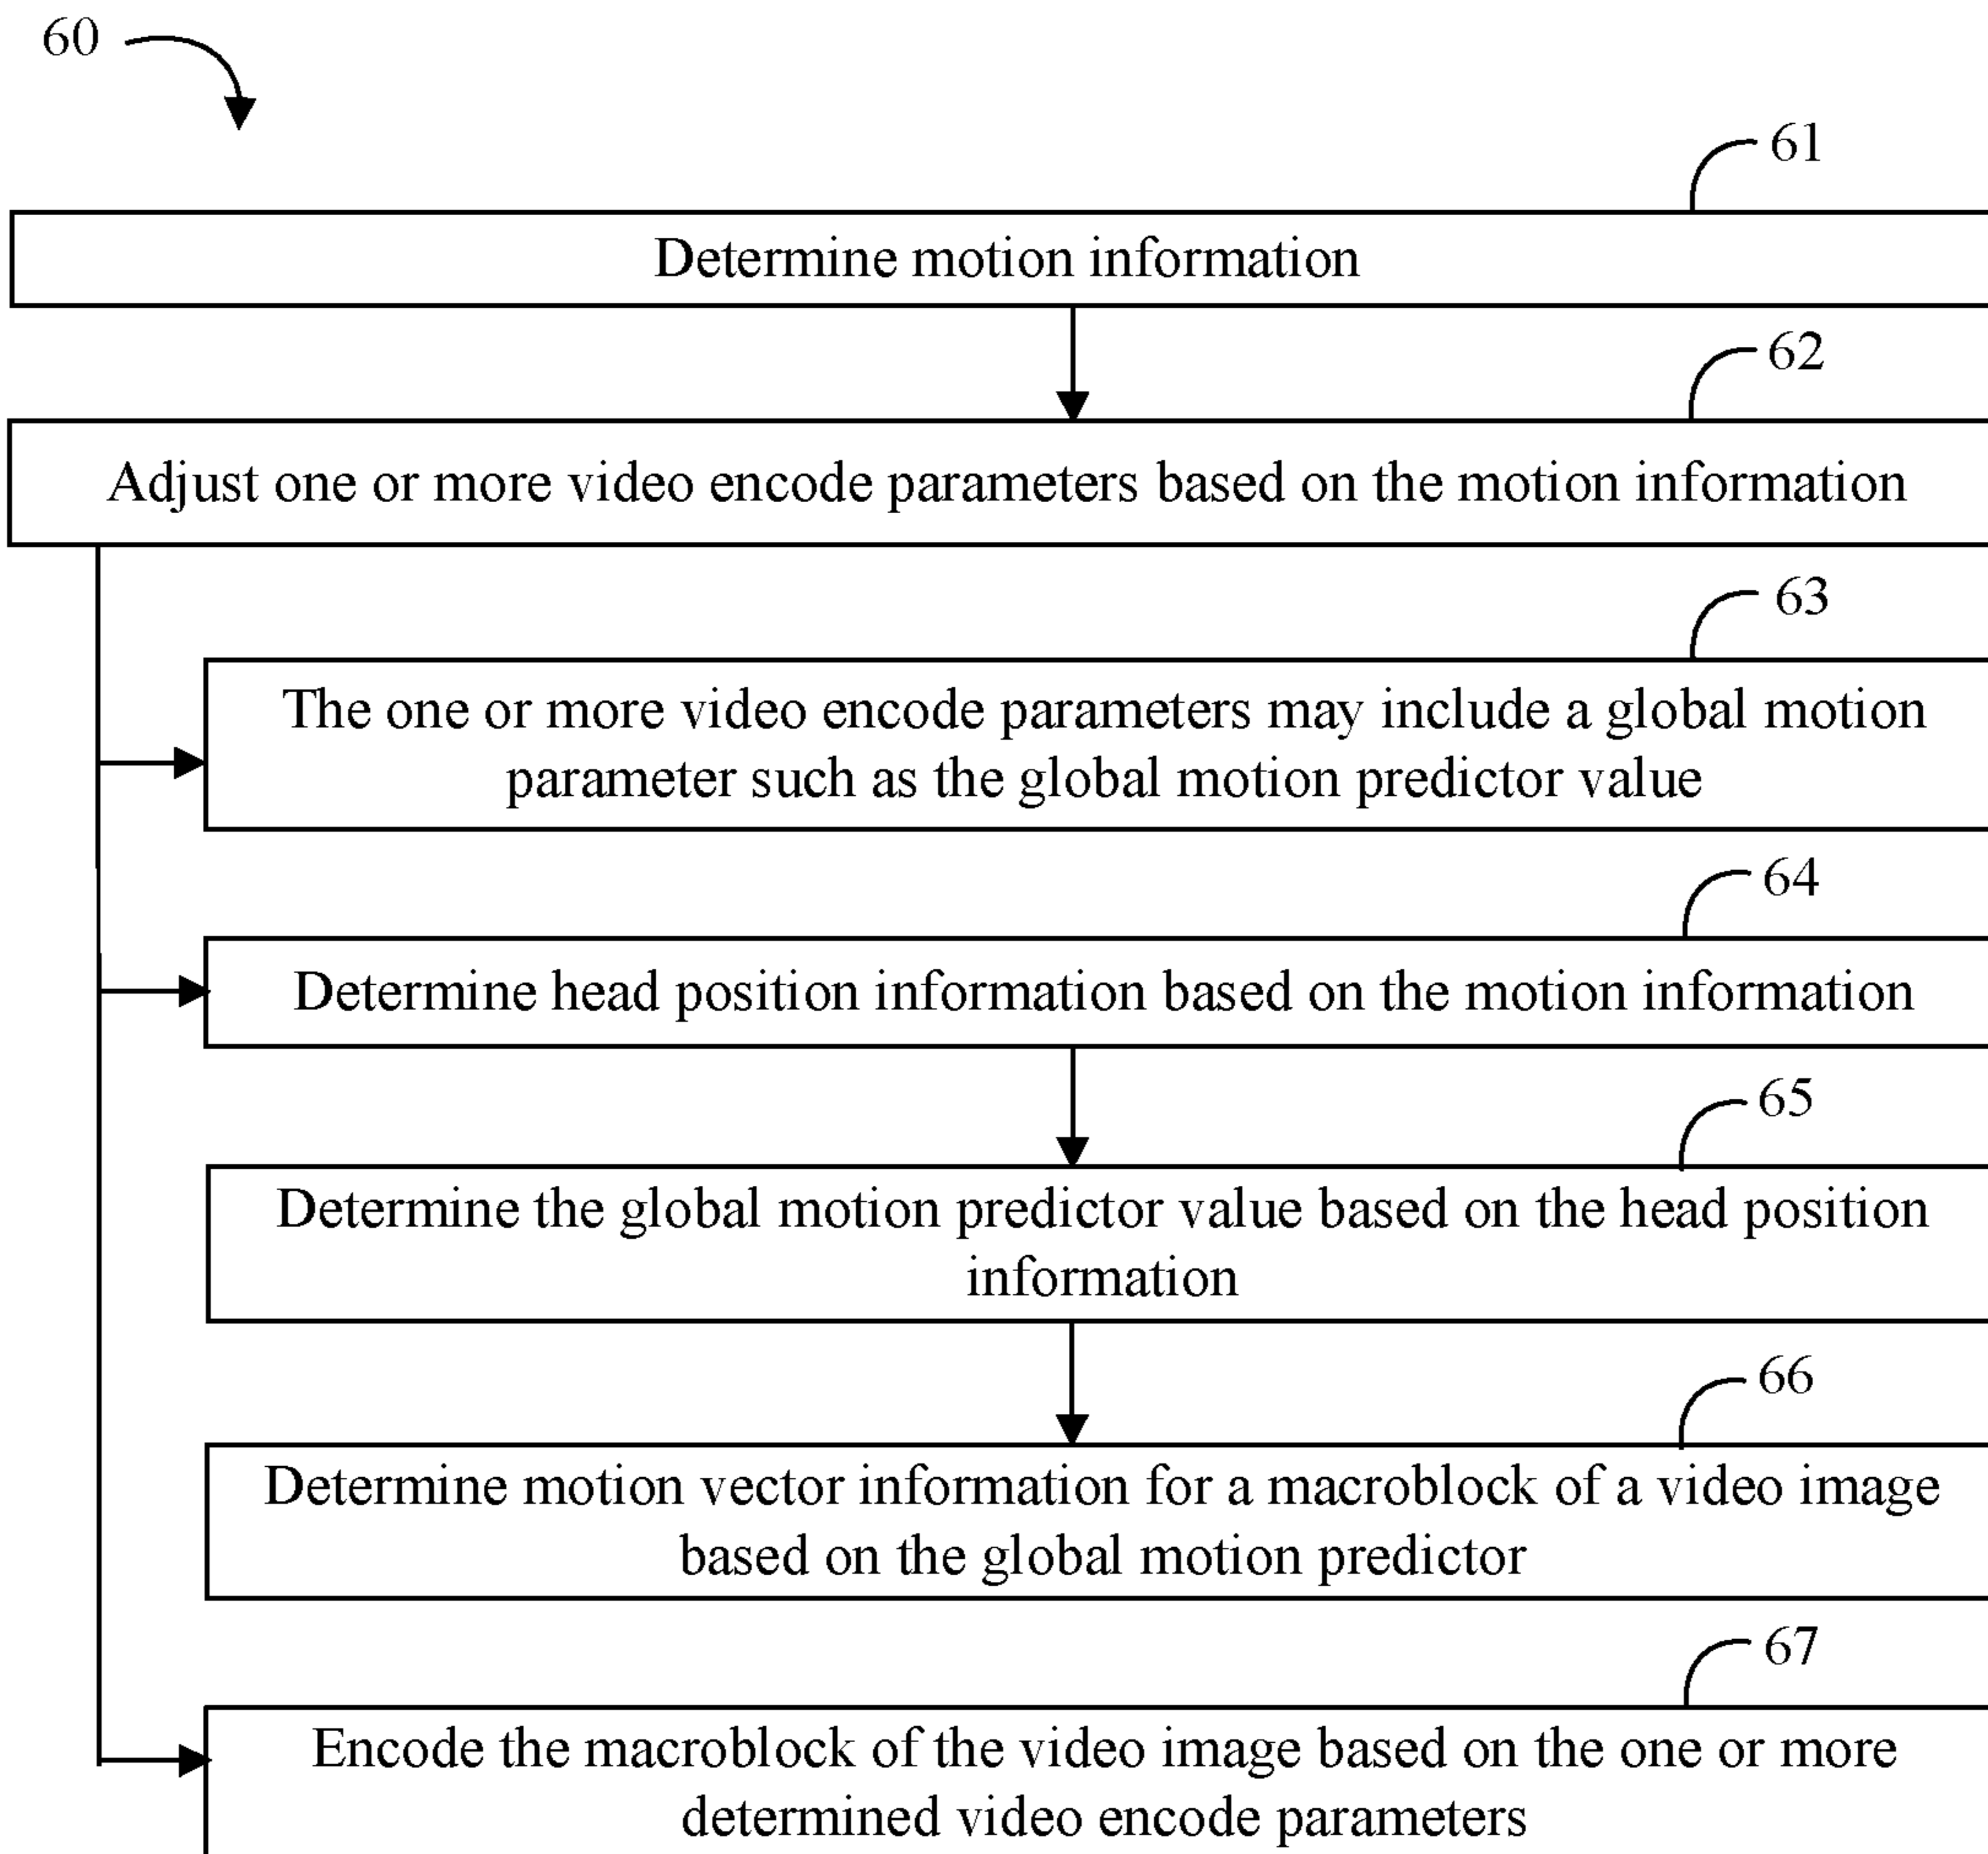 60
61
Determine motion information
62
Adjust one or more video encode parameters based on the motion information
63
The one or more video encode parameters may include a global motion
parameter such as the global motion predictor value
64
Determine head position information based on the motion information
65
Determine the global motion predictor value based on the head position
information
66
Determine motion vector information for a macroblock of a video image
based on the global motion predictor
67
Encode the macroblock of the video image based on the one or more
determined video encode parameters